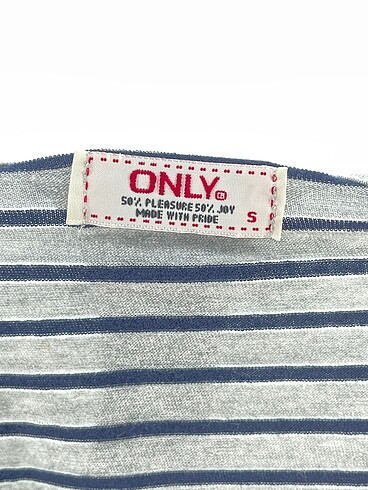 ONLY
50% PLEASURE 50% JOY
MADE WITH PRIDE
S